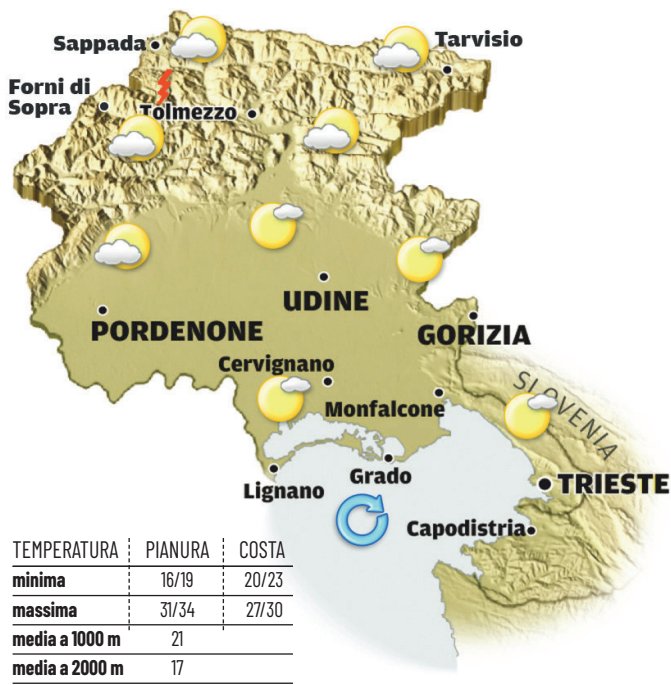 Sappada
Tarvisio
Forni di
Sopra
Tolmezzo
UDINE
PORDENONE
GORIZIA
Cervignano
SLOVENIA
Monfalcone
Grado
Lignano
TRIESTE
Capodistria
TEMPERATURA PIANURA COSTA
minima 16/19 20/23
massima 31/34 27/30
media a 1000 m 21
media a 2000 m 17